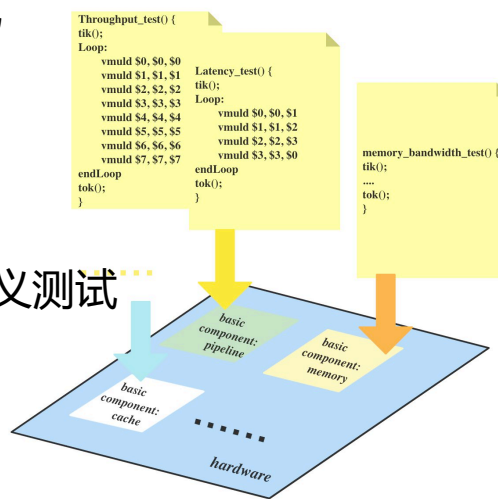 Throughput_test() {
tik();
Loop:
vmuld $0, $0, $0
vmuld $1, $1, $1
vmuld $2, $2, $2
vmuld $3, $3, $3
vmuld $4, $4, $4
vmuld $5, $5, $5
vmuld $6, $6, $6
vmuld $7, $7, $7
endLoop
tok();
}
Latency_test() {
tik();
Loop:
vmuld $0, $0, $1
vmuld $1, $1, $2
vmuld $2, $2, $3
vmuld $3, $3, $0
endLoop
tok();
}
memory_bandwidth_test() {
tik();
....
tok();
}
义测试
basic
component:
pipeline
basic
component:
memory
basic
component:
cache
......
hardware